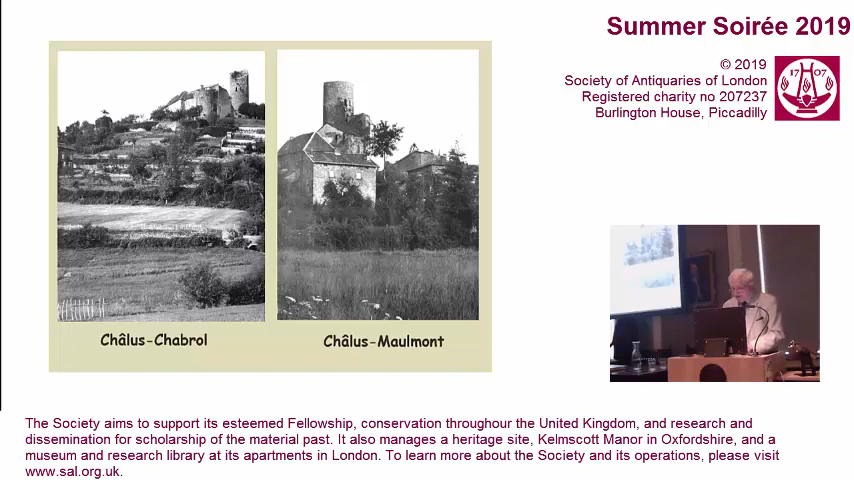 Summer Soirée 2019
© 2019
Society of Antiquaries of London
Registered charity no 207237
Burlington House, Piccadilly
17 07
Châlus-Chabrol
Châlus-Maulmont
The Society aims to support its esteemed Fellowship, conservation throughour the United Kingdom, and research and
dissemination for scholarship of the material past. It also manages a heritage site, Kelmscott Manor in Oxfordshire, and a
museum and research library at its apartments in London. To learn more about the Society and its operations, please visit
www.sal.org.uk.